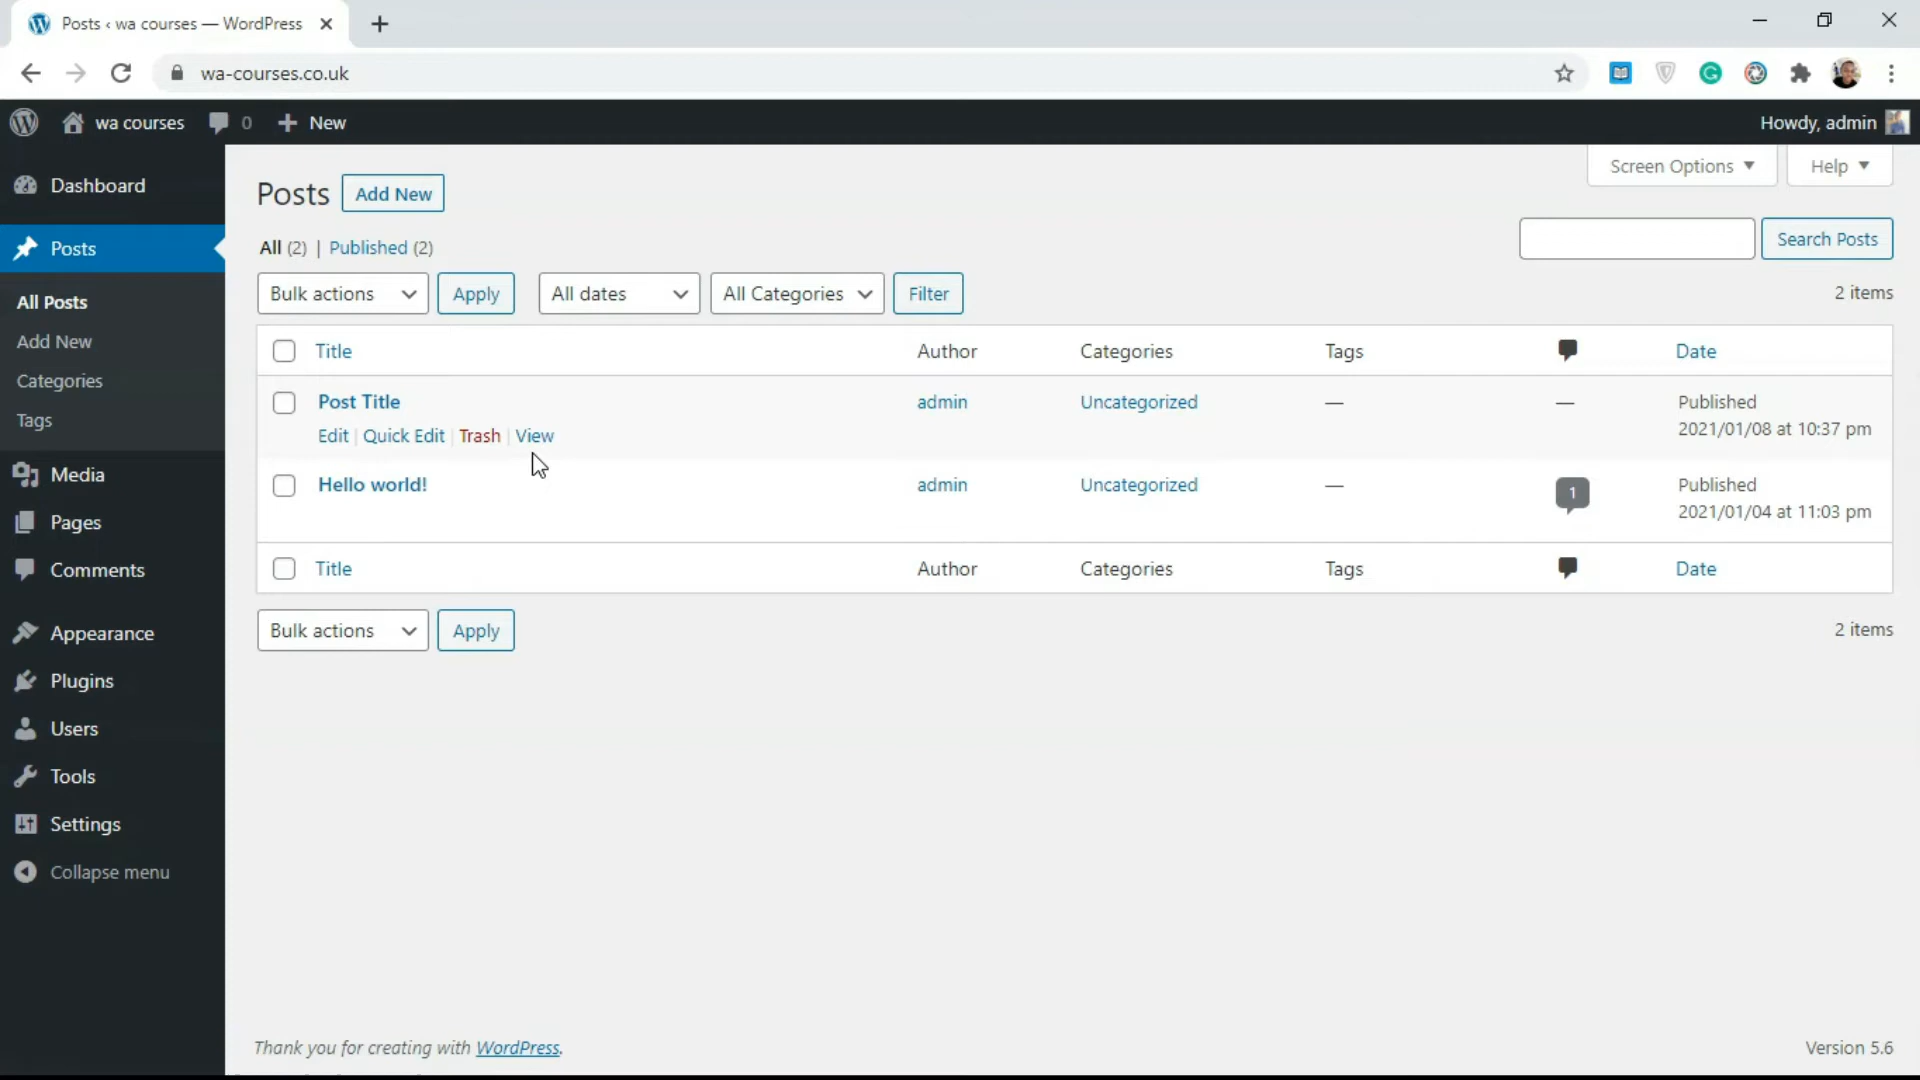 Posts ‹ wa courses — WordPress
wa-courses.co.uk
wa courses 0 New Howdy, admin
Screen Options Help
Dashboard
Posts
All Posts
Add New
Categories
Tags
Media
Pages
Comments
Appearance
Plugins
Users
Tools
Settings
Collapse menu
Posts Add New
All (2) | Published (2)
Search Posts
Bulk actions Apply All dates All Categories Filter 2 items
Title Author Categories Tags Date
Post Title admin Uncategorized — — Published
2021/01/08 at 10:37 pm
Edit | Quick Edit | Trash | View
Hello world! admin Uncategorized — 1 Published
2021/01/04 at 11:03 pm
Title Author Categories Tags Date
Bulk actions Apply 2 items
Thank you for creating with WordPress. Version 5.6